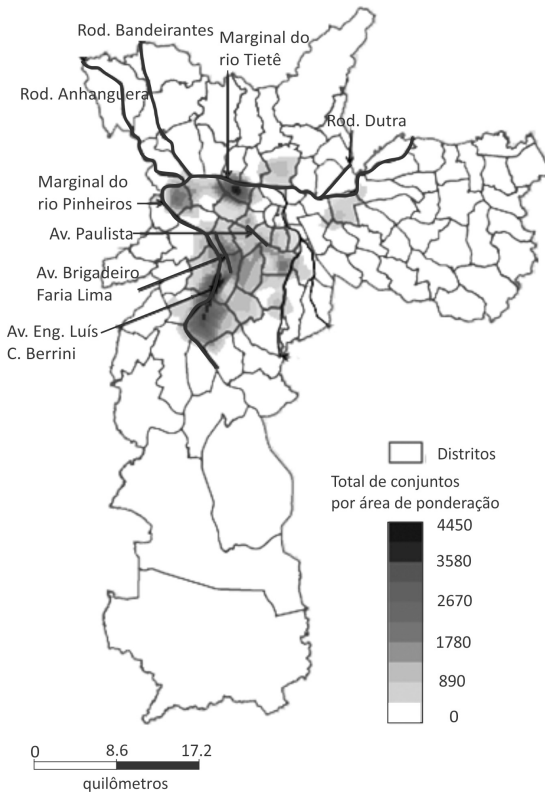 Rod. Bandeirantes
Marginal do
rio Tietê
Rod. Anhanguera
Rod. Dutra
Marginal do
rio Pinheiros
Av. Paulista
Av. Brigadeiro
Faria Lima
Av. Eng. Luís
C. Berrini
Distritos
Total de conjuntos
por área de ponderação
4450
3580
2670
1780
890
0
0 8.6 17.2
quilômetros